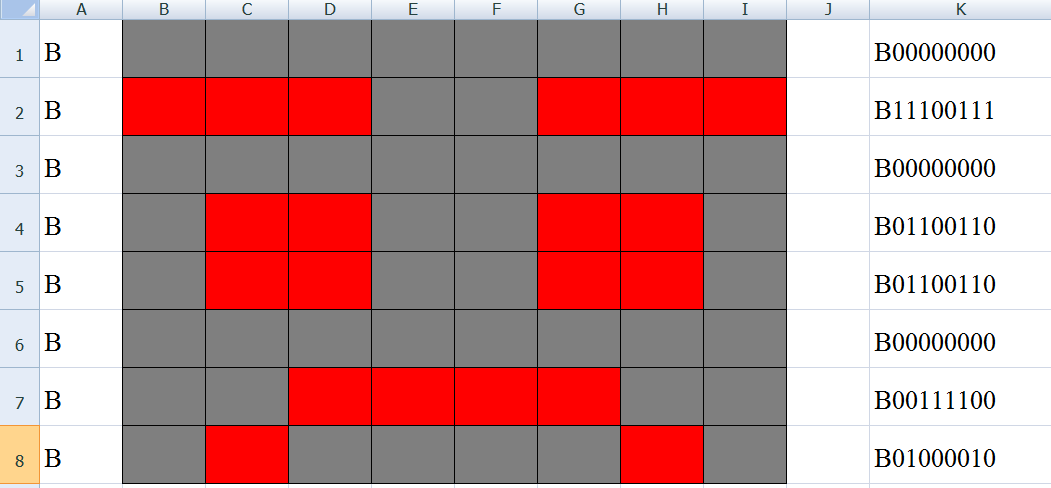 A B C D E F G H I J K
1 B B00000000
2 B B11100111
3 B B00000000
4 B B01100110
5 B B01100110
6 B B00000000
7 B B00111100
8 B B01000010